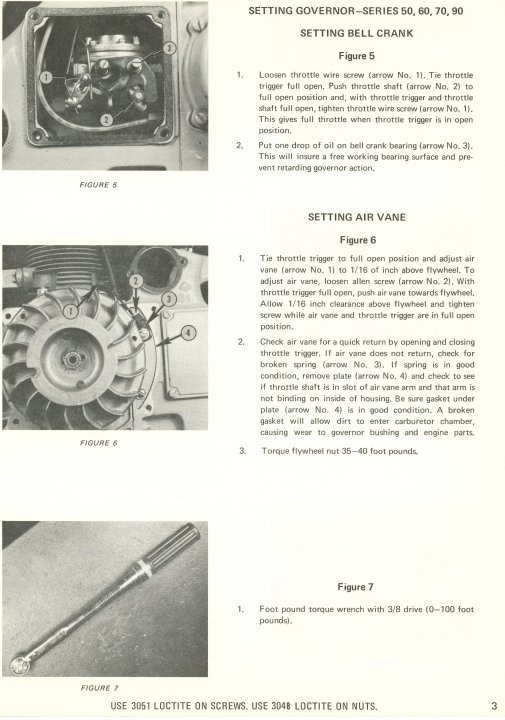 SETTING GOVERNOR—SERIES 50, 60, 70, 90
SETTING BELL CRANK
Figure 5
1. Loosen throttle wire screw (arrow No. 1). Tie throttle
trigger full open. Push throttle shaft (arrow No. 2) to
full open position and, with throttle trigger and throttle
shaft full open, tighten throttle wire screw (arrow No. 1).
This gives full throttle when throttle trigger is in open
position.
2. Put one drop of oil on bell crank bearing (arrow No. 3).
This will insure a free working bearing surface and pre-
vent retarding governor action.
1
2
3
FIGURE 5
SETTING AIR VANE
Figure 6
1. Tie throttle trigger to full open position and adjust air
vane (arrow No. 1) to 1/16 of inch above flywheel. To
adjust air vane, loosen allen screw (arrow No. 2). With
throttle trigger full open, push air vane towards flywheel.
Allow 1/16 inch clearance above flywheel and tighten
screw while air vane and throttle trigger are in full open
position.
2. Check air vane for a quick return by opening and closing
throttle trigger. If air vane does not return, check for
broken spring (arrow No. 3). If spring is in good
condition, remove plate (arrow No. 4) and check to see
if throttle shaft is in slot of air vane arm and that arm is
not binding on inside of housing. Be sure gasket under
plate (arrow No. 4) is in good condition. A broken
gasket will allow dirt to enter carburetor chamber,
causing wear to governor bushing and engine parts.
3. Torque flywheel nut 35—40 foot pounds.
1
2
3
4
FIGURE 6
Figure 7
1. Foot pound torque wrench with 3/8 drive (0—100 foot
pounds).
FIGURE 7
USE 3051 LOCTITE ON SCREWS. USE 3048 LOCTITE ON NUTS.
3